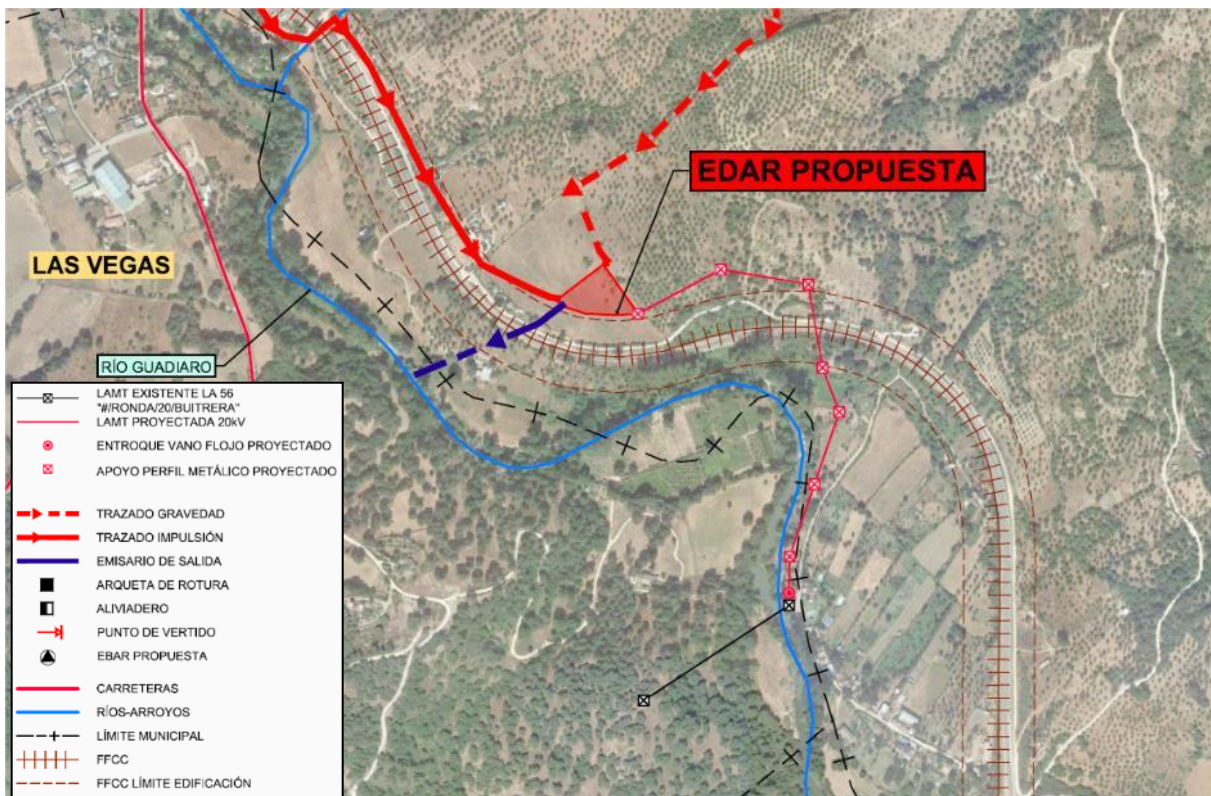 EDAR PROPUESTA
LAS VEGAS
RÍO GUADIARO
LAMT EXISTENTE LA 56
"#/RONDA/20/BUITRERA"
LAMT PROYECTADA 20kV
ENTROQUE VANO FLOJO PROYECTADO
APOYO PERFIL METÁLICO PROYECTADO
TRAZADO GRAVEDAD
TRAZADO IMPULSIÓN
EMISARIO DE SALIDA
ARQUETA DE ROTURA
ALIVIADERO
PUNTO DE VERTIDO
EBAR PROPUESTA
CARRETERAS
RÍOS-ARROYOS
LÍMITE MUNICIPAL
FFCC
FFCC LÍMITE EDIFICACIÓN